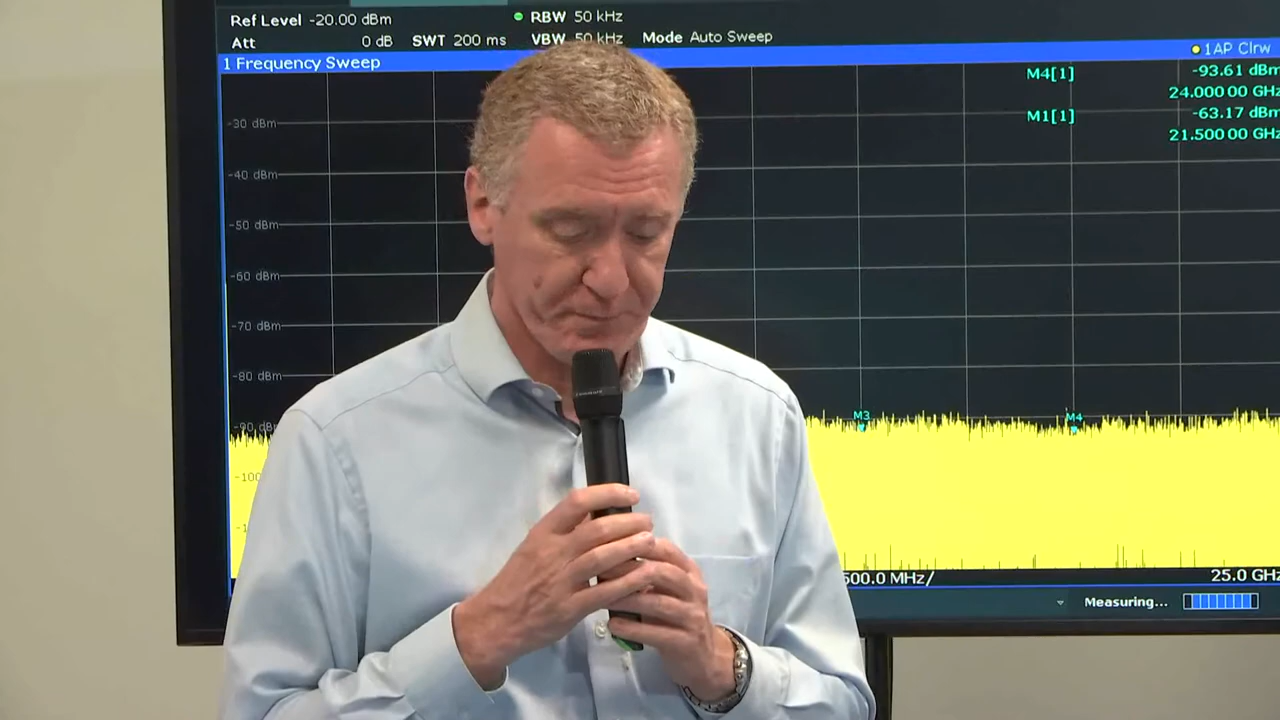 Ref Level -20.00 dBm RBW 50 kHz
Att 0 dB SWT 200 ms VBW 50 kHz Mode Auto Sweep
1 Frequency Sweep 1AP Clrw
M4[1] -93.61 dBm
24.000 00 GHz
M1[1] -63.17 dBm
21.500 00 GHz
-30 dBm
-40 dBm
-50 dBm
-60 dBm
-70 dBm
-80 dBm
-90 dBm
M3 M4
-100
500.0 MHz/ 25.0 GHz
Measuring...